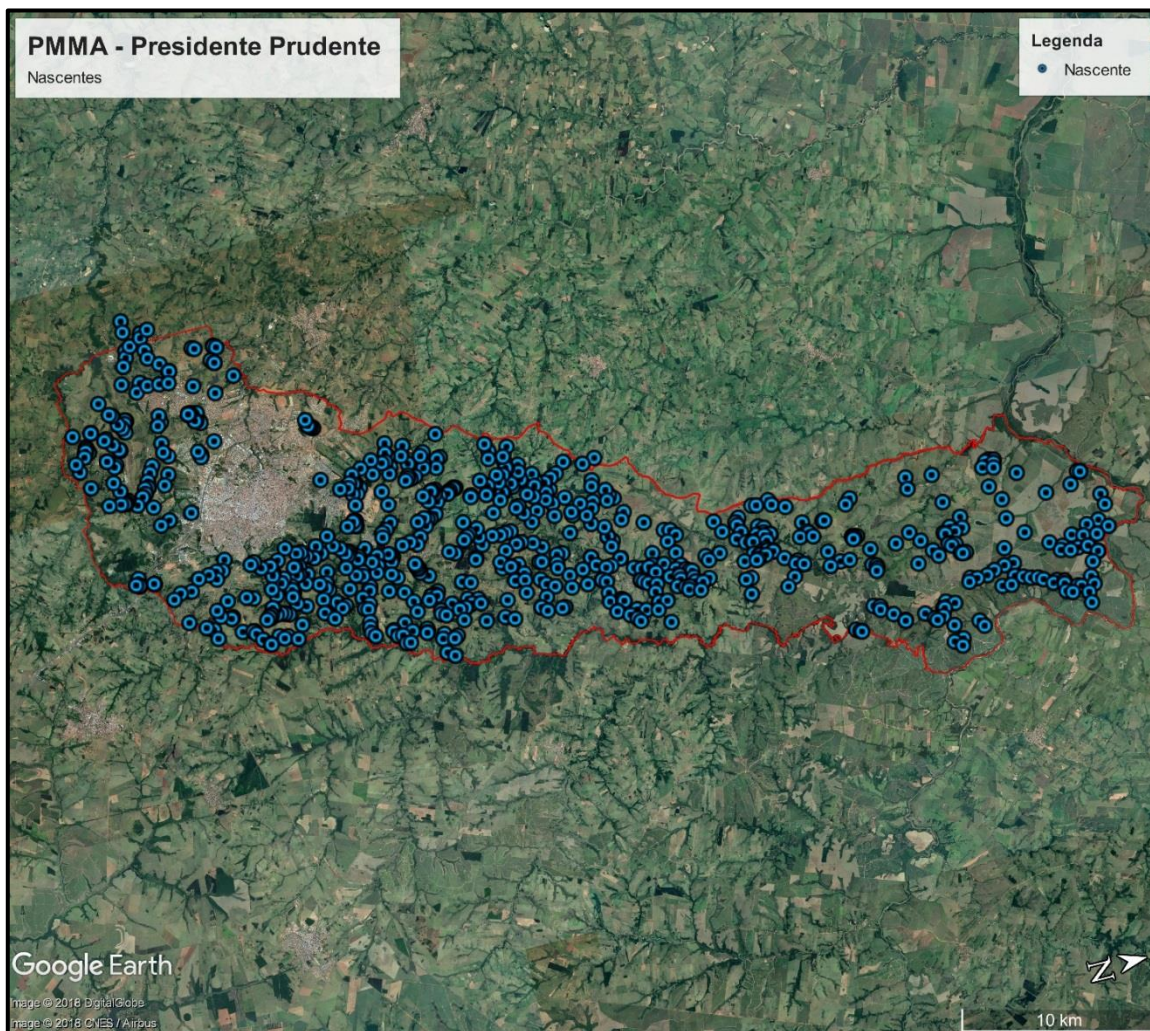 PMMA - Presidente Prudente
Nascentes
Legenda
Nascente
Google Earth
Image © 2018 DigitalGlobe
Image © 2018 CNES / Airbus
N
10 km